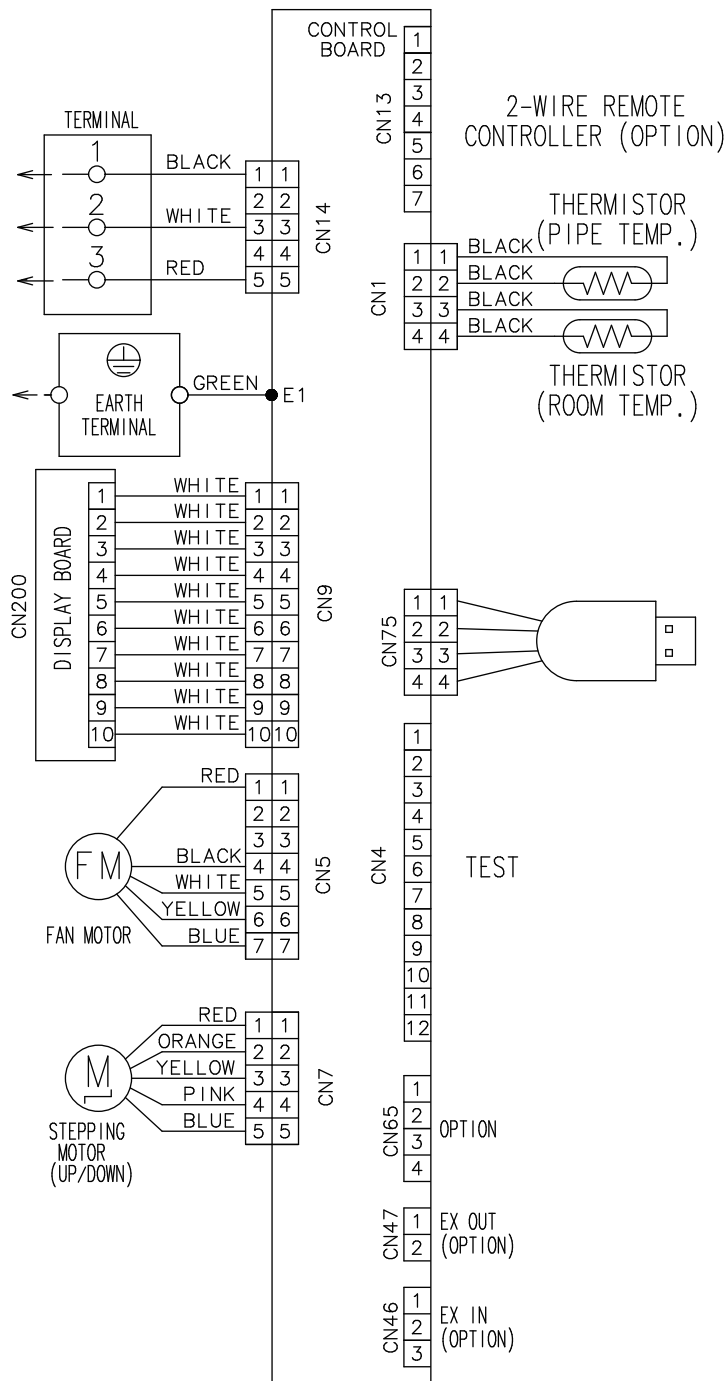 CONTROL
BOARD
CN13
1
2
3
4
5
6
7
2-WIRE REMOTE
CONTROLLER (OPTION)
TERMINAL
1
2
3
BLACK
WHITE
RED
1 1
2 2
3 3
4 4
5 5
CN14
THERMISTOR
(PIPE TEMP.)
CN1
1 1
2 2
3 3
4 4
BLACK
BLACK
BLACK
BLACK
THERMISTOR
(ROOM TEMP.)
EARTH
TERMINAL
GREEN
E1
CN200
DISPLAY BOARD
1
2
3
4
5
6
7
8
9
10
WHITE
WHITE
WHITE
WHITE
WHITE
WHITE
WHITE
WHITE
WHITE
WHITE
1 1
2 2
3 3
4 4
5 5
6 6
7 7
8 8
9 9
10 10
CN9
CN75
1 1
2 2
3 3
4 4
FM
FAN MOTOR
RED
BLACK
WHITE
YELLOW
BLUE
1 1
2 2
3 3
4 4
5 5
6 6
7 7
CN5
CN4
1
2
3
4
5
6
7
8
9
10
11
12
TEST
M
STEPPING
MOTOR
(UP/DOWN)
RED
ORANGE
YELLOW
PINK
BLUE
1 1
2 2
3 3
4 4
5 5
CN7
CN65
1
2
3
4
OPTION
CN47
1
2
EX OUT
(OPTION)
CN46
1
2
3
EX IN
(OPTION)